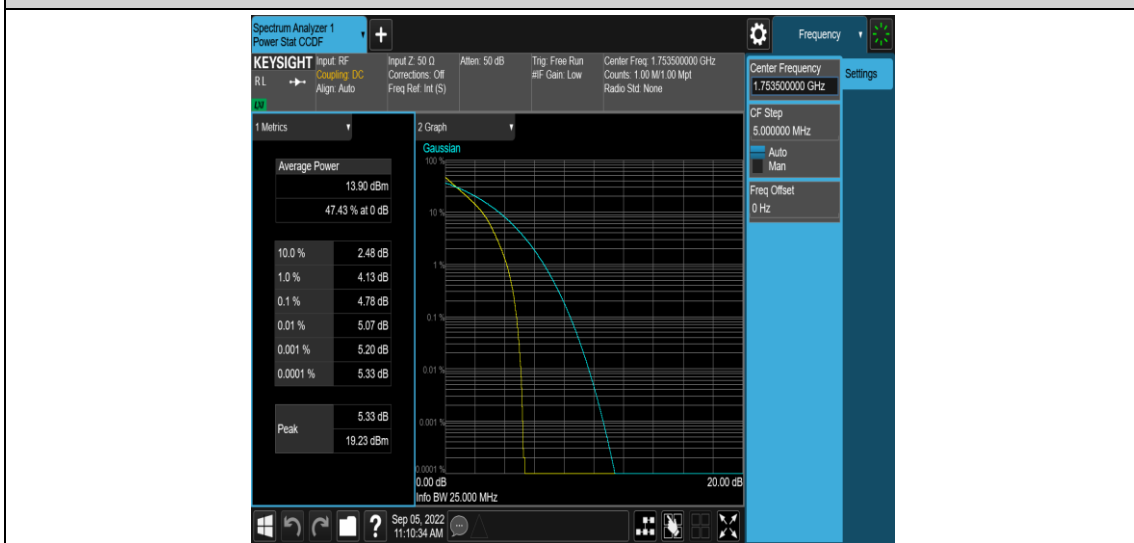 Spectrum Analyzer 1
Power Stat CCDF
+
Frequency
KEYSIGHT
RL
LXI
Input: RF
Coupling: DC
Align: Auto
Input Z: 50 Ω
Corrections: Off
Freq Ref: Int (S)
Atten: 50 dB
Trig: Free Run
#IF Gain: Low
Center Freq: 1.753500000 GHz
Counts: 1.00 M/1.00 Mpt
Radio Std: None
Center Frequency
1.753500000 GHz
Settings
CF Step
5.000000 MHz
Auto
Man
Freq Offset
0 Hz
1 Metrics
Average Power
13.90 dBm
47.43 % at 0 dB
10.0 % 2.48 dB
1.0 % 4.13 dB
0.1 % 4.78 dB
0.01 % 5.07 dB
0.001 % 5.20 dB
0.0001 % 5.33 dB
Peak
5.33 dB
19.23 dBm
2 Graph
Gaussian
100 %
10 %
1 %
0.1 %
0.01 %
0.001 %
0.0001 %
0.00 dB 20.00 dB
Info BW 25.000 MHz
?
Sep 05, 2022
11:10:34 AM